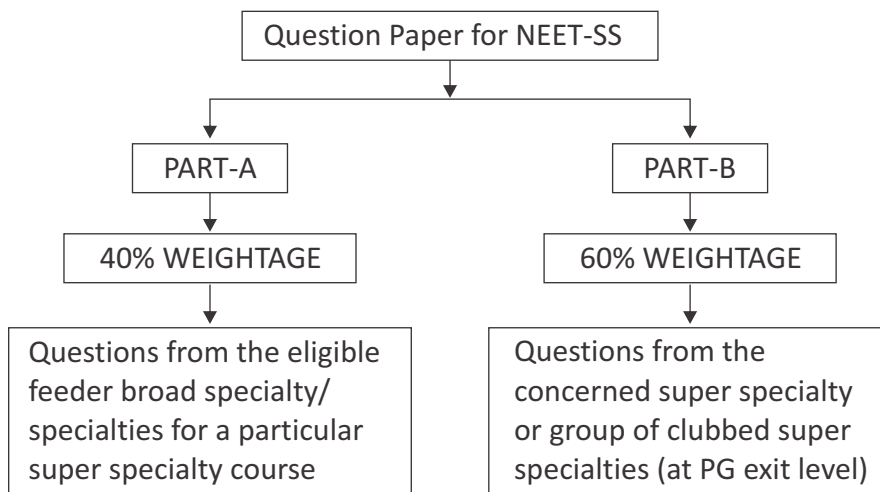 Question Paper for NEET-SS
PART-A
PART-B
40% WEIGHTAGE
60% WEIGHTAGE
Questions from the eligible
feeder broad specialty/
specialties for a particular
super specialty course
Questions from the
concerned super specialty
or group of clubbed super
specialties (at PG exit level)